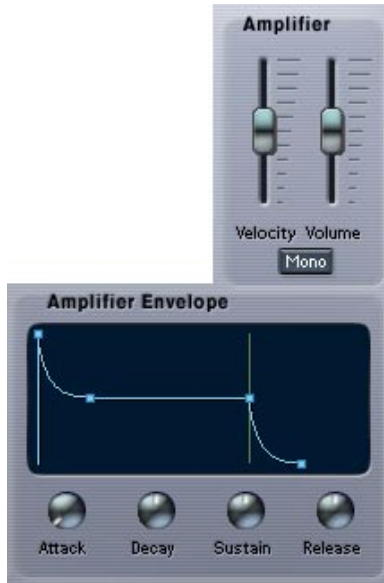 Amplifier
Velocity Volume
Mono
Amplifier Envelope
Attack Decay Sustain Release